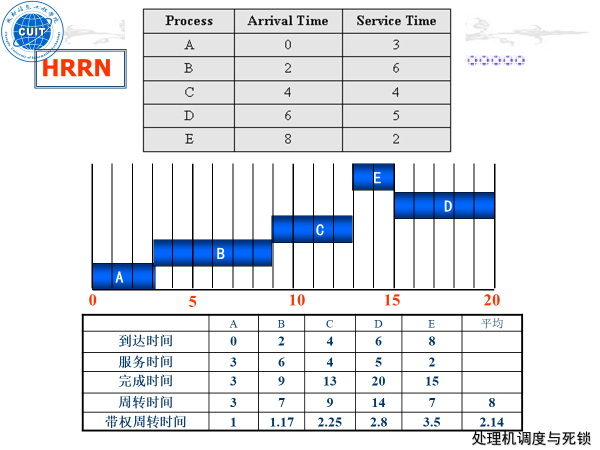 CUIT
HRRN
Process Arrival Time Service Time
A 0 3
B 2 6
C 4 4
D 6 5
E 8 2
E
D
C
B
A
0 5 10 15 20
A B C D E 平均
到达时间 0 2 4 6 8
服务时间 3 6 4 5 2
完成时间 3 9 13 20 15
周转时间 3 7 9 14 7 8
带权周转时间 1 1.17 2.25 2.8 3.5 2.14
处理机调度与死锁